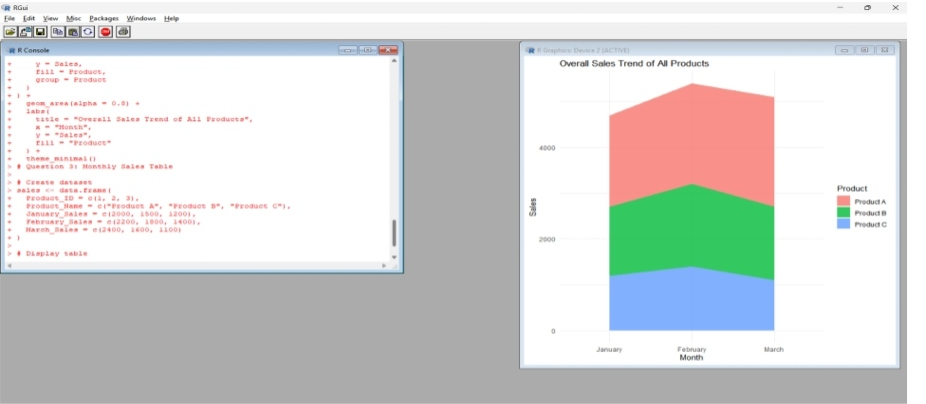 RGui
File Edit View Misc Packages Windows Help
R Console
+ y = Sales,
+ fill = Product,
+ group = Product
+ )
+ ) +
+ geom_area(alpha = 0.8) +
+ labs(
+ title = "Overall Sales Trend of All Products",
+ x = "Month",
+ y = "Sales",
+ fill = "Product"
+ ) +
+ theme_minimal()
> # Question 3: Monthly Sales Table
>
> # Create dataset
> sales <- data.frame(
+ Product_ID = c(1, 2, 3),
+ Product_Name = c("Product A", "Product B", "Product C"),
+ January_Sales = c(2000, 1500, 1200),
+ February_Sales = c(2200, 1800, 1400),
+ March_Sales = c(2400, 1600, 1100)
+ )
>
> # Display table
R Graphics: Device 2 (ACTIVE)
Overall Sales Trend of All Products
4000
2000
0
Sales
January February March
Month
Product
Product A
Product B
Product C